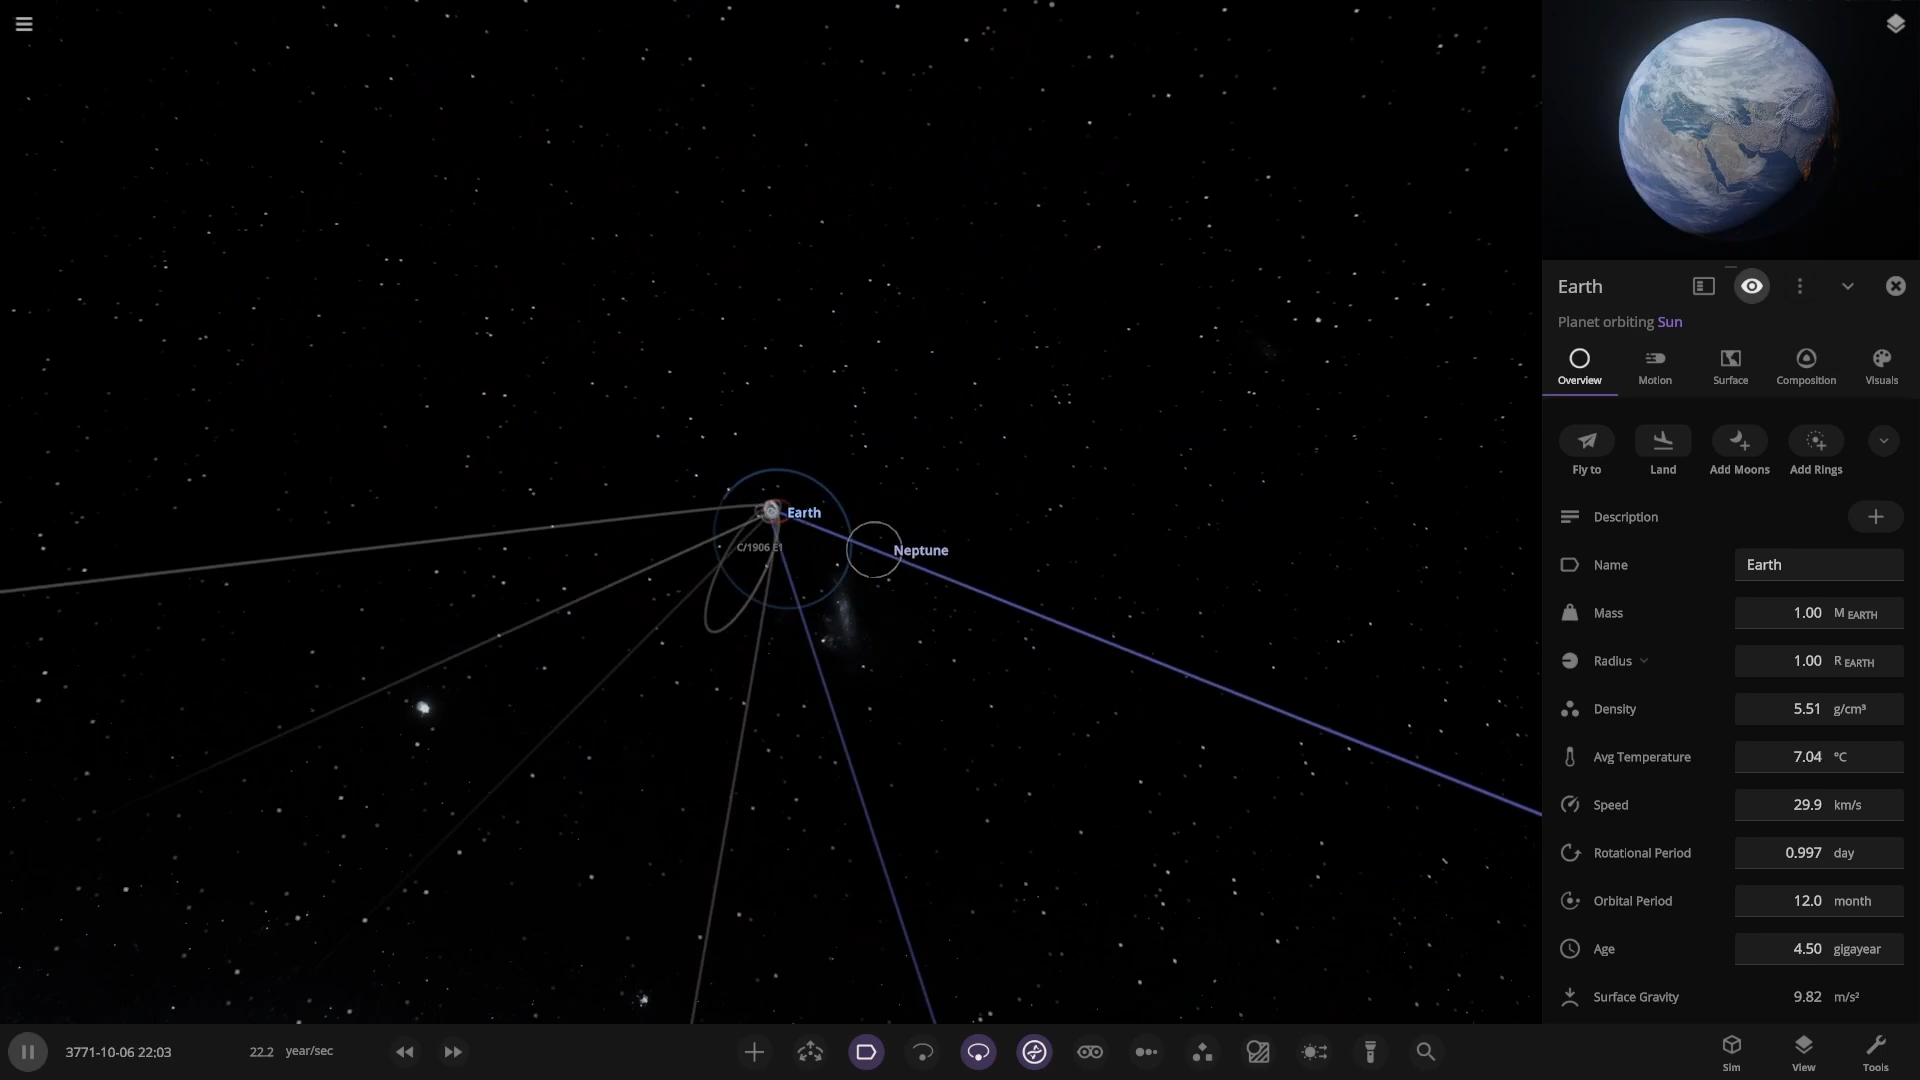 Earth
Neptune
C/1906 E1
Earth
Planet orbiting Sun
Overview
Motion
Surface
Composition
Visuals
Fly to
Land
Add Moons
Add Rings
Description
Name Earth
Mass 1.00 M EARTH
Radius 1.00 R EARTH
Density 5.51 g/cm³
Avg Temperature 7.04 °C
Speed 29.9 km/s
Rotational Period 0.997 day
Orbital Period 12.0 month
Age 4.50 gigayear
Surface Gravity 9.82 m/s²
3771-10-06 22:03 22.2 year/sec
Sim
View
Tools